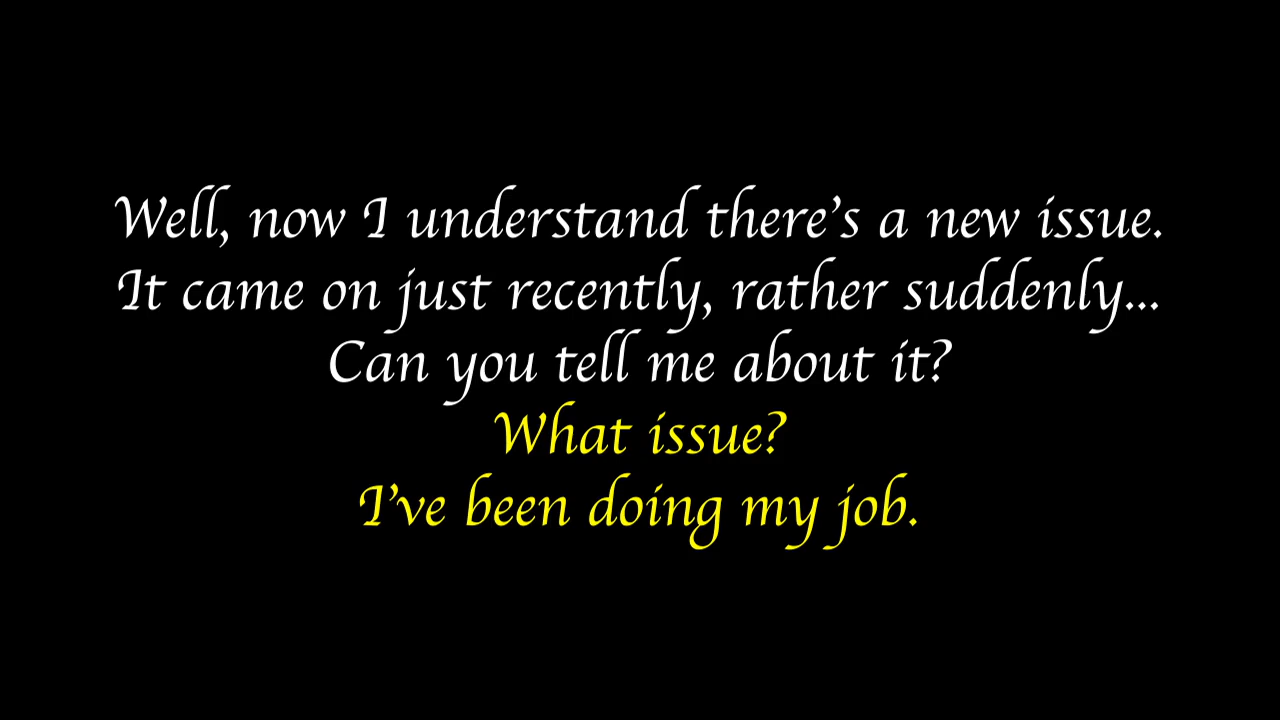 Well, now I understand there's a new issue.
It came on just recently, rather suddenly...
Can you tell me about it?
What issue?
I've been doing my job.